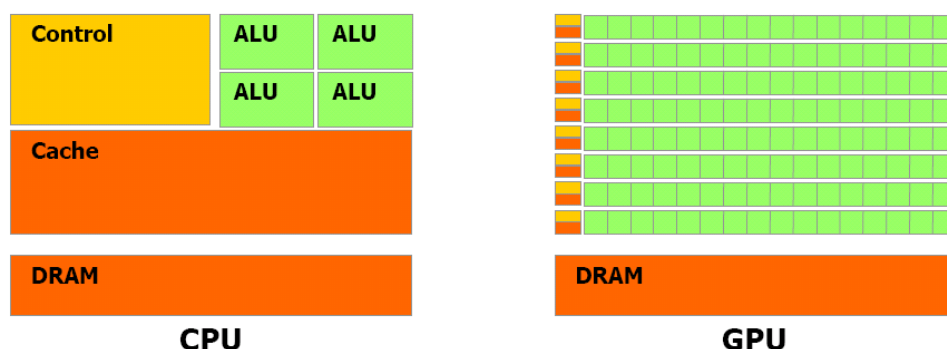 Control
ALU ALU
ALU ALU
Cache
DRAM
CPU
DRAM
GPU